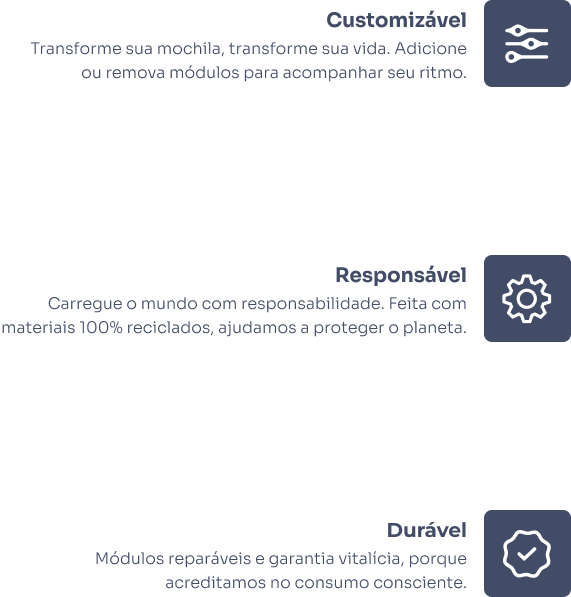 Customizável
Transforme sua mochila, transforme sua vida. Adicione
ou remova módulos para acompanhar seu ritmo.
Responsável
Carregue o mundo com responsabilidade. Feita com
materiais 100% reciclados, ajudamos a proteger o planeta.
Durável
Módulos reparáveis e garantia vitalícia, porque
acreditamos no consumo consciente.